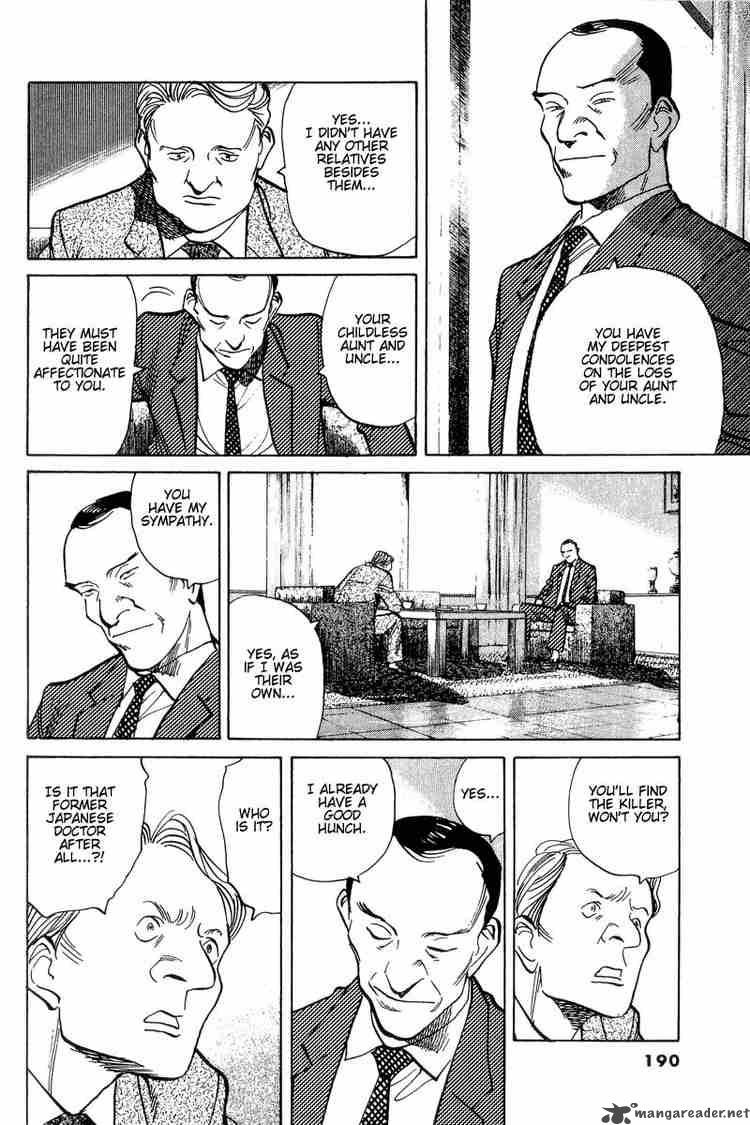 YOU HAVE
MY DEEPEST
CONDOLENCES
ON THE LOSS
OF YOUR AUNT
AND UNCLE.
YES...
I DIDN'T HAVE
ANY OTHER
RELATIVES
BESIDES
THEM...
YOUR
CHILDLESS
AUNT AND
UNCLE...
THEY MUST
HAVE BEEN
QUITE
AFFECTIONATE
TO YOU.
YES, AS
IF I WAS
THEIR
OWN...
YOU
HAVE MY
SYMPATHY.
YOU'LL FIND
THE KILLER,
WON'T YOU?
YES...
I ALREADY
HAVE A
GOOD
HUNCH.
WHO
IS IT?
IS IT THAT
FORMER
JAPANESE
DOCTOR
AFTER
ALL...?!
190
mangareader.net